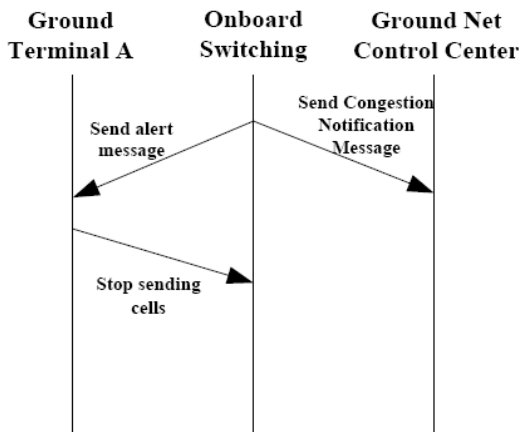 Ground
Terminal A
Onboard
Switching
Ground Net
Control Center
Send alert
message
Send Congestion
Notification
Message
Stop sending
cells